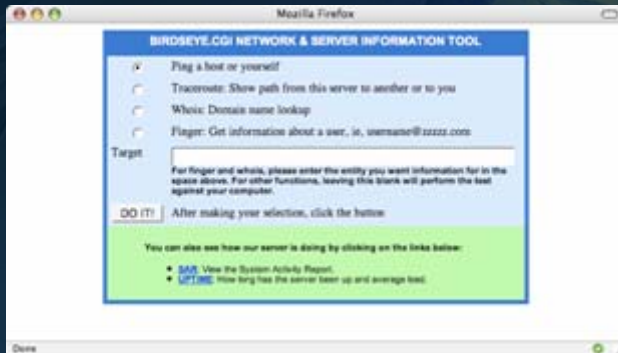 Mozilla Firefox
BIRDSEYE.CGI NETWORK & SERVER INFORMATION TOOL
Ping a host or yourself
Traceroute: Show path from this server to another or to you
Whois: Domain name lookup
Finger: Get information about a user, ie, username@zzzzz.com
Target
For finger and whois, please enter the entity you want information for in the
space above. For other functions, leaving this blank will perform the test
against your computer.
DO IT! After making your selection, click the button
You can also see how our server is doing by clicking on the links below:
SAR: View the System Activity Report.
UPTIME: How long has the server been up and average load.
Done